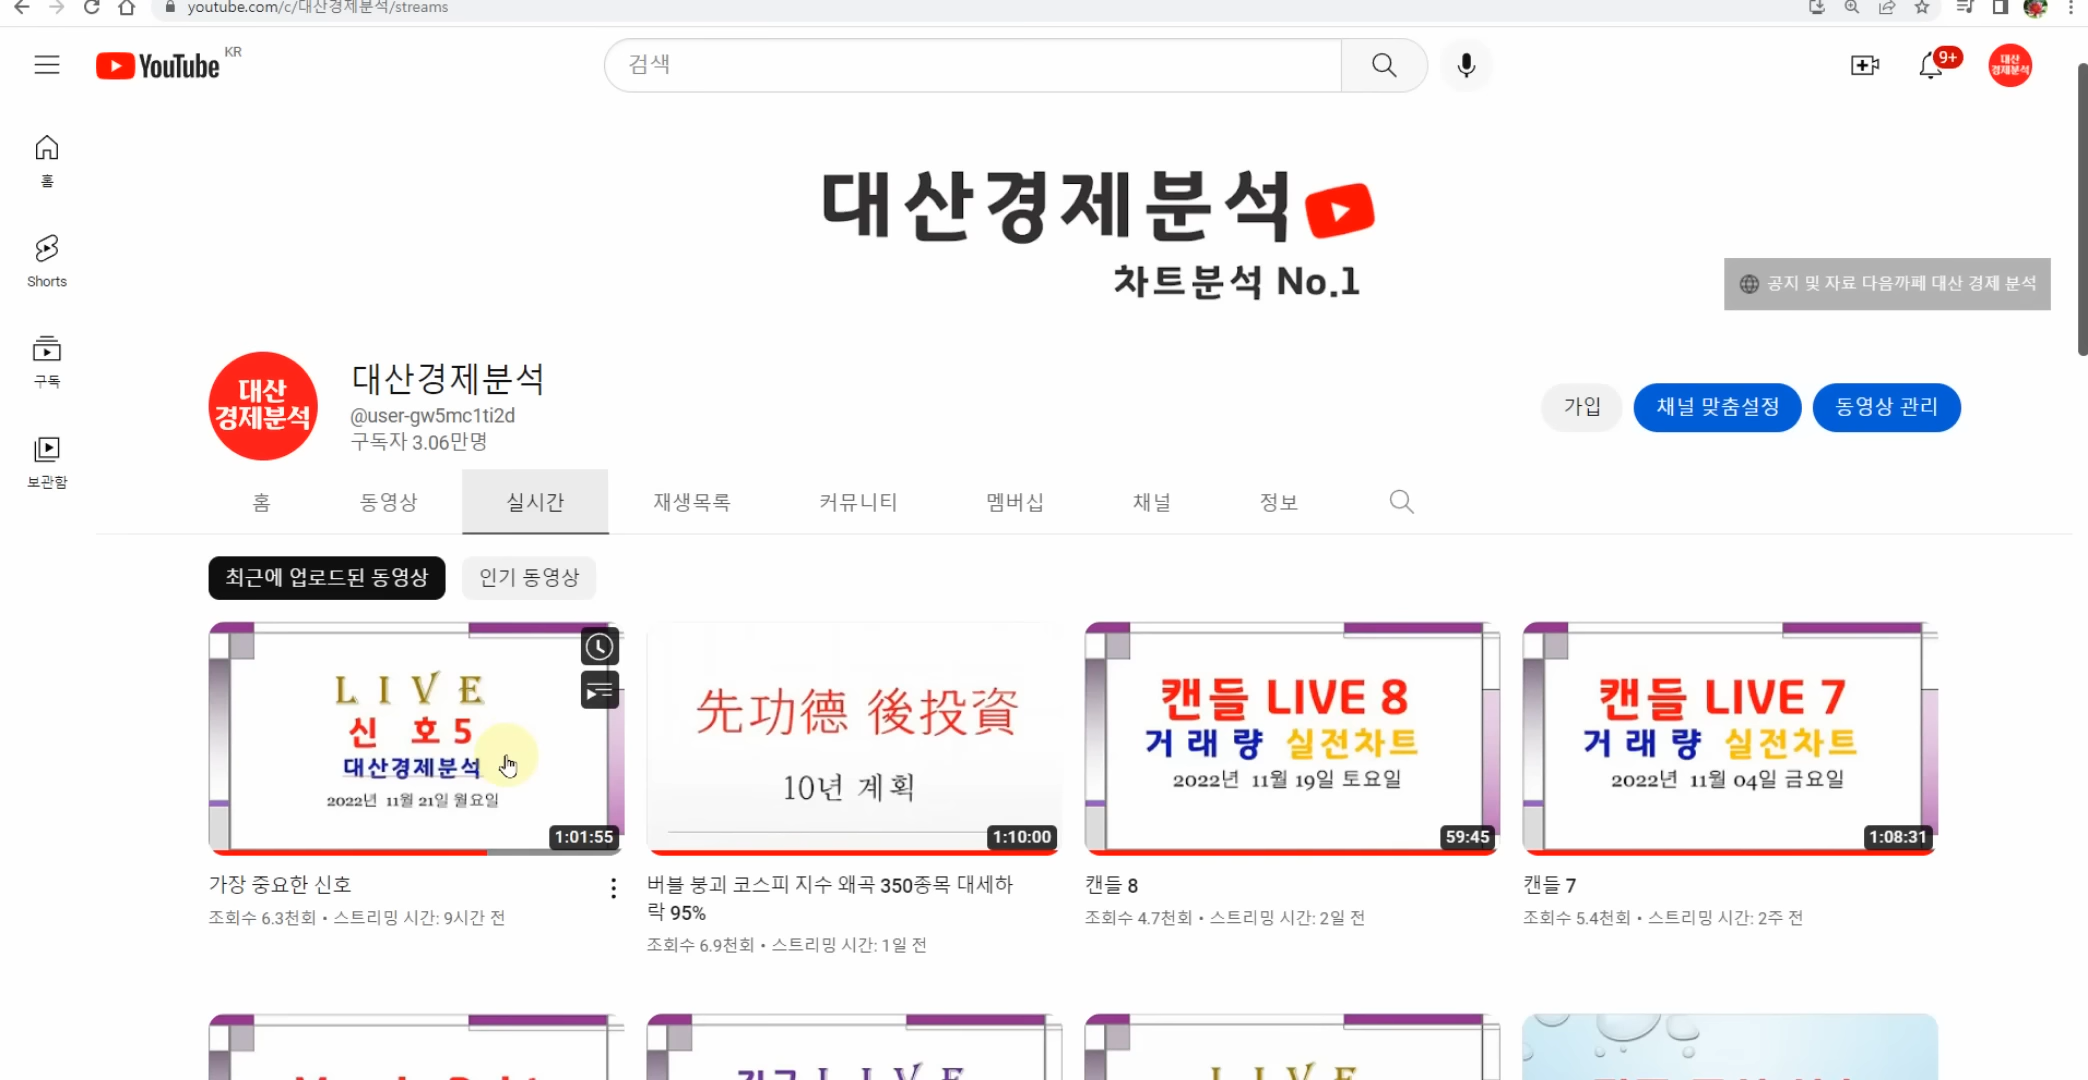 youtube.com/c/대산경제분석/streams
YouTube KR
검색
9+
대산
경제분석
홈
Shorts
구독
보관함
대산경제분석
차트분석 No.1
공지 및 자료 다음까페 대산 경제 분석
대산
경제분석
대산경제분석
@user-gw5mc1ti2d
구독자 3.06만명
가입
채널 맞춤설정
동영상 관리
홈
동영상
실시간
재생목록
커뮤니티
멤버십
채널
정보
최근에 업로드된 동영상
인기 동영상
LIVE
신 호 5
대산경제분석
2022년 11월 21일 월요일
1:01:55
가장 중요한 신호
조회수 6.3천회 • 스트리밍 시간: 9시간 전
先功德 後投資
10년 계획
1:10:00
버블 붕괴 코스피 지수 왜곡 350종목 대세하
락 95%
조회수 6.9천회 • 스트리밍 시간: 1일 전
캔들 LIVE 8
거 래 량 실전차트
2022년 11월 19일 토요일
59:45
캔들 8
조회수 4.7천회 • 스트리밍 시간: 2일 전
캔들 LIVE 7
거 래 량 실전차트
2022년 11월 04일 금요일
1:08:31
캔들 7
조회수 5.4천회 • 스트리밍 시간: 2주 전
LIVE
LIVE